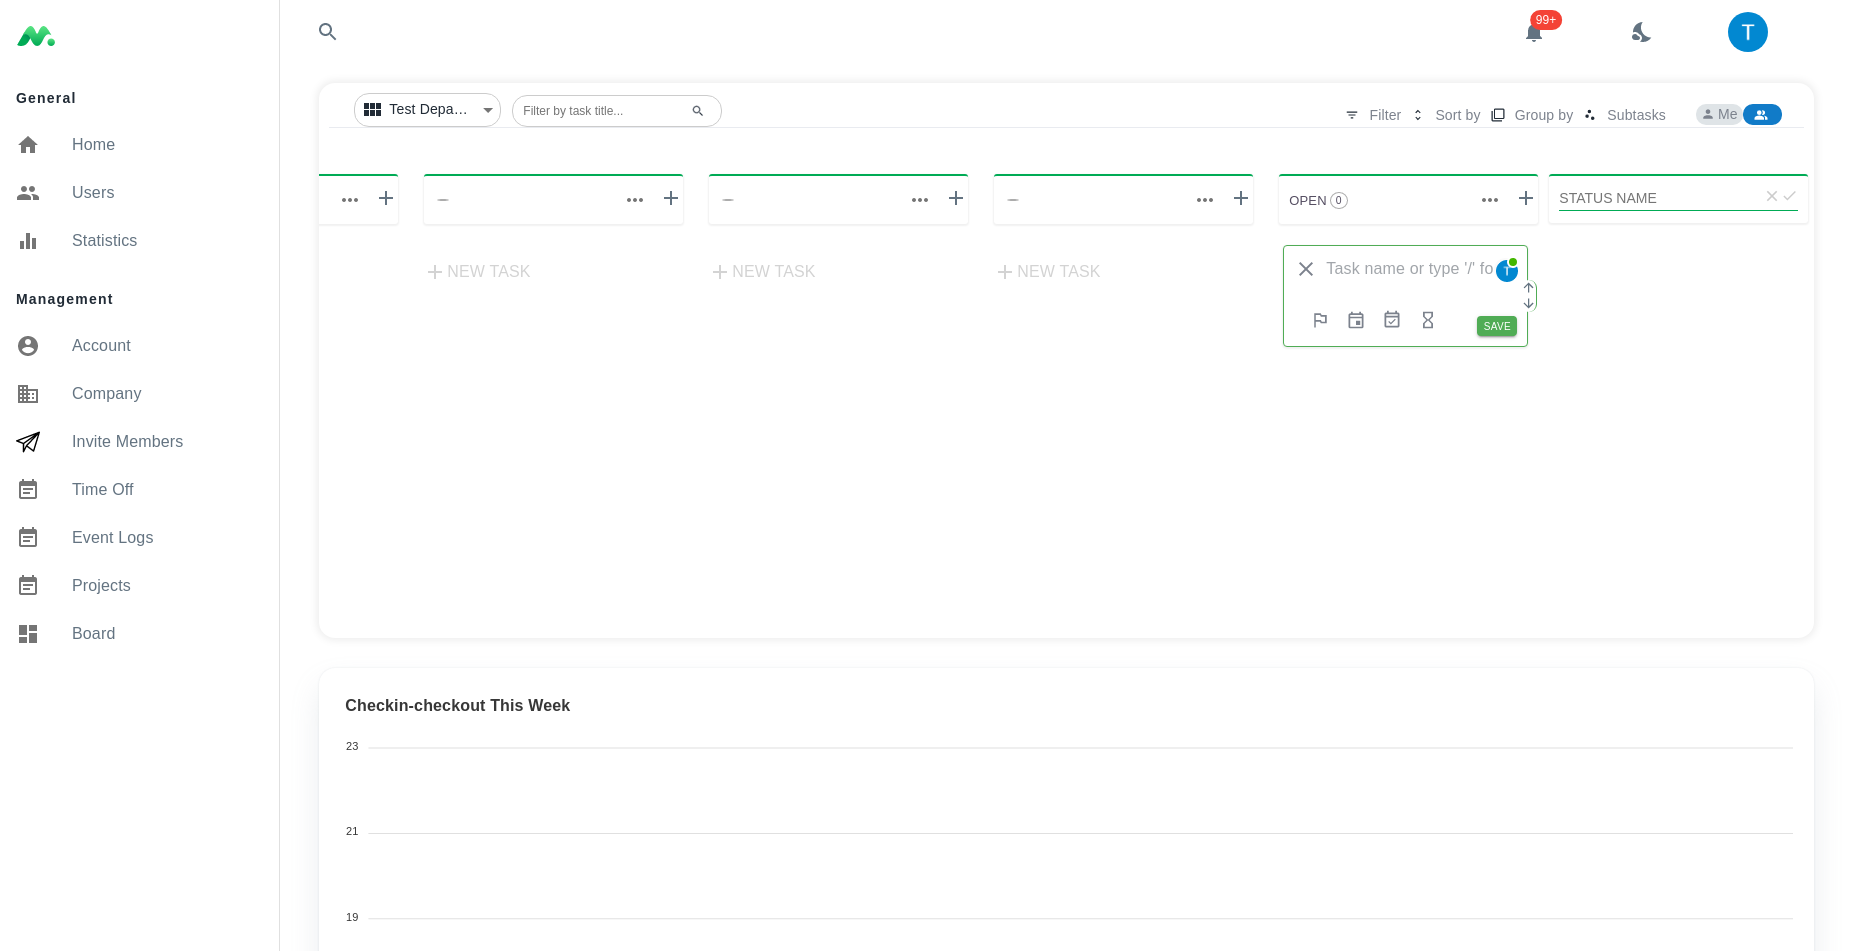 General
Home
Users
Statistics
Management
Account
Company
Invite Members
Time Off
Event Logs
Projects
Board
99+
T
Test Depa...
Filter by task title...
Filter
Sort by
Group by
Subtasks
Me
OPEN 0
STATUS NAME
NEW TASK
NEW TASK
NEW TASK
Task name or type '/' fo
T
SAVE
Checkin-checkout This Week
23
21
19